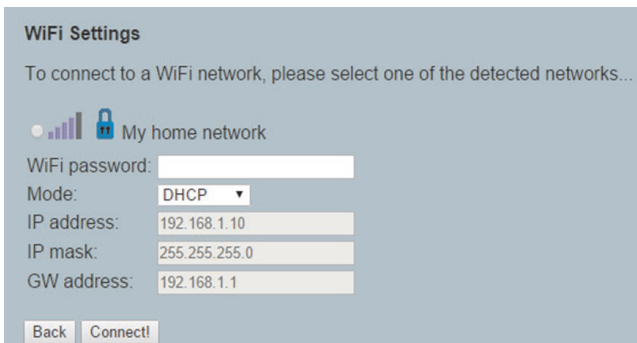 WiFi Settings
To connect to a WiFi network, please select one of the detected networks...
My home network
WiFi password:
Mode: DHCP
IP address: 192.168.1.10
IP mask: 255.255.255.0
GW address: 192.168.1.1
Back Connect!